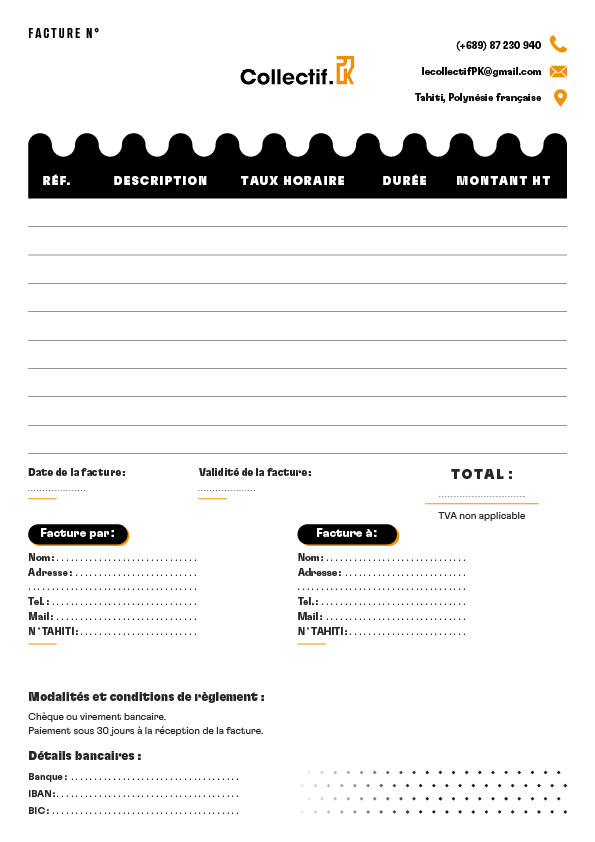 FACTURE N°
(+689) 87 230 940
Collectif. PK
lecollectifPK@gmail.com
Tahiti, Polynésie française
RÉF. DESCRIPTION TAUX HORAIRE DURÉE MONTANT HT
Date de la facture: Validité de la facture: TOTAL :
TVA non applicable
Facture par: Facture à:
Nom: Nom:
Adresse: Adresse:
Tel.: Tel.:
Mail: Mail:
N°TAHITI: N°TAHITI:
Modalités et conditions de règlement :
Chèque ou virement bancaire.
Paiement sous 30 jours à la réception de la facture.
Détails bancaires :
Banque:
IBAN:
BIC: